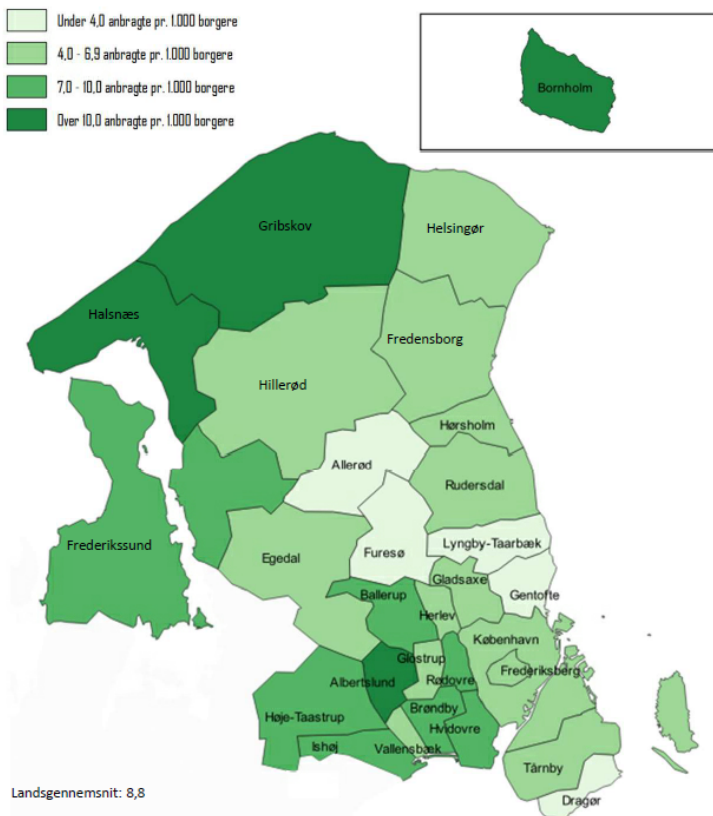 Under 4,0 anbragte pr. 1.000 borgere
4,0 - 6,9 anbragte pr. 1.000 borgere
7,0 - 10,0 anbragte pr. 1.000 borgere
Over 10,0 anbragte pr. 1.000 borgere
Bornholm
Gribskov
Helsingør
Halsnæs
Fredensborg
Hillerød
Hørsholm
Allerød
Rudersdal
Frederikssund
Egedal
Furesø
Lyngby-Taarbæk
Gladsaxe
Gentofte
Ballerup
Herlev
København
Glostrup
Frederiksberg
Albertslund
Rødovre
Brøndby
Høje-Taastrup
Hvidovre
Ishøj
Vallensbæk
Tårnby
Landsgennemsnit: 8,8
Dragør